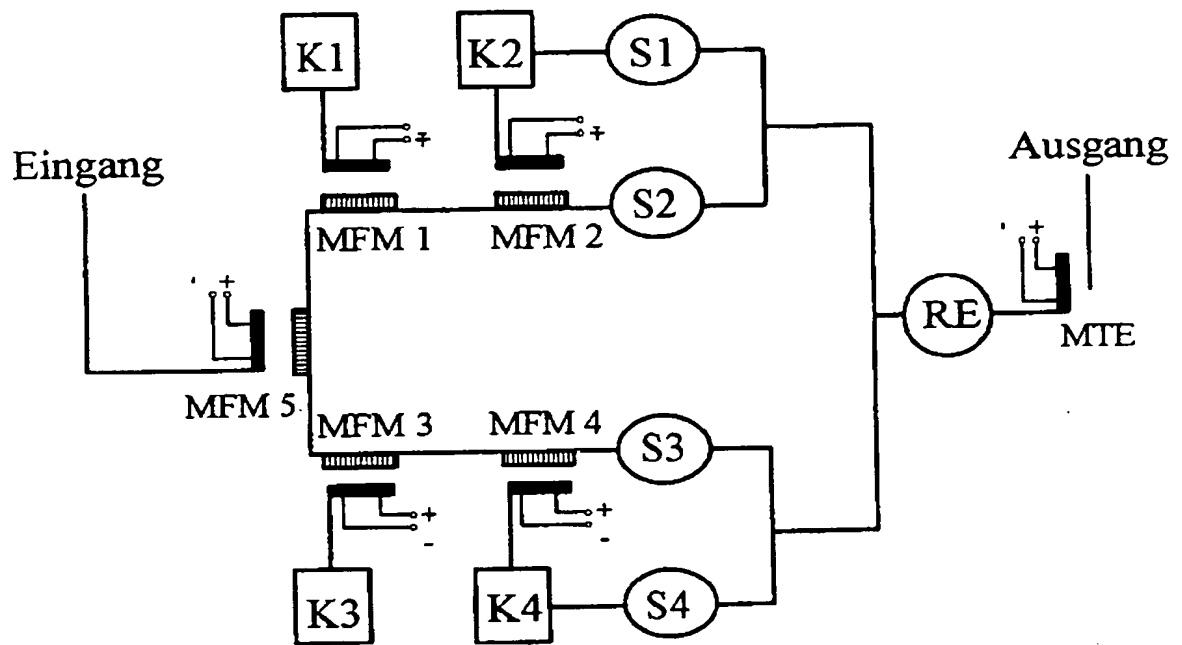 K1
K2
S1
Eingang
Ausgang
S2
MFM 1
MFM 2
+
+
RE
MTE
MFM 5
MFM 3
MFM 4
S3
+
-
+
-
K3
K4
S4